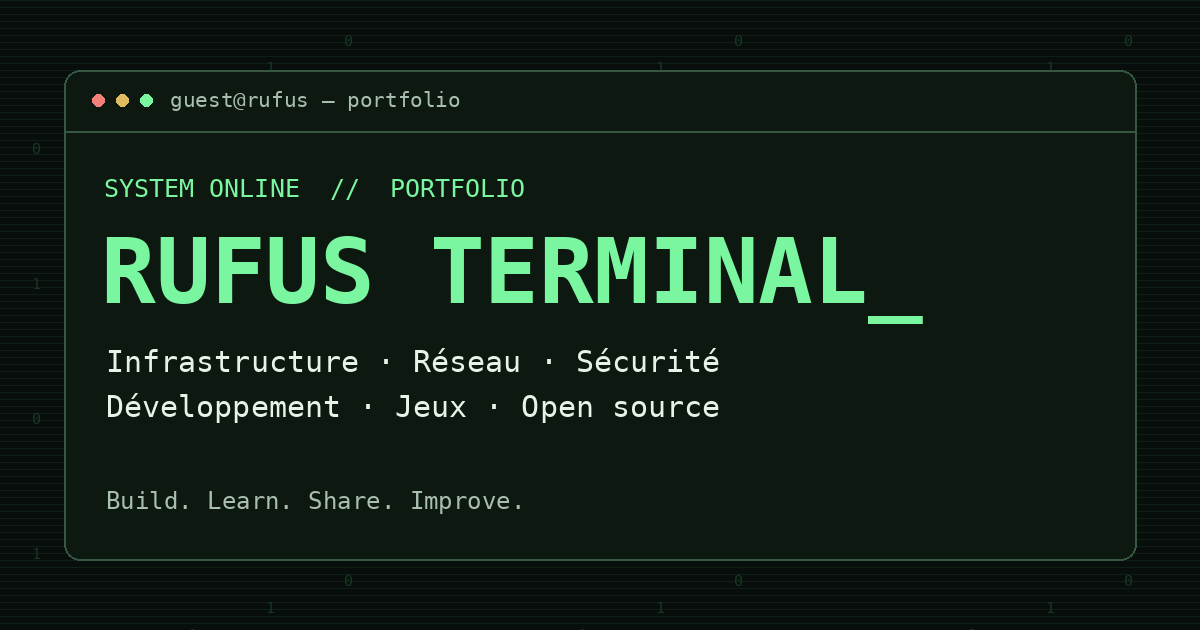 guest@rufus — portfolio
SYSTEM ONLINE // PORTFOLIO
RUFUS TERMINAL_
Infrastructure · Réseau · Sécurité
Développement · Jeux · Open source
Build. Learn. Share. Improve.